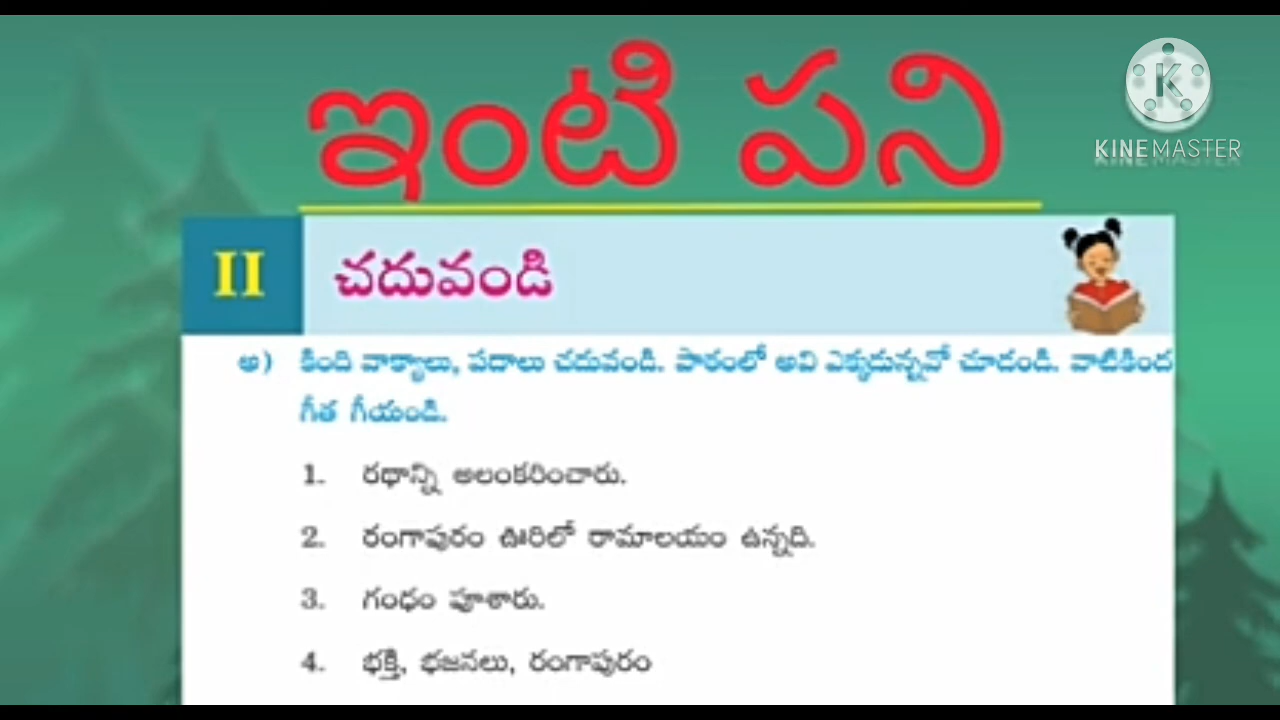 ఇంటి పని
KINEMASTER
II చదువండి
అ) కింది వాక్యాలు, పదాలు చదువండి. పాఠంలో అవి ఎక్కడున్నవో చూడండి. వాటికింద
గీత గీయండి.
1. రథాన్ని అలంకరించారు.
2. రంగాపురం ఊరిలో రామాలయం ఉన్నది.
3. గంధం పూశారు.
4. భక్తి, భజనలు, రంగాపురం